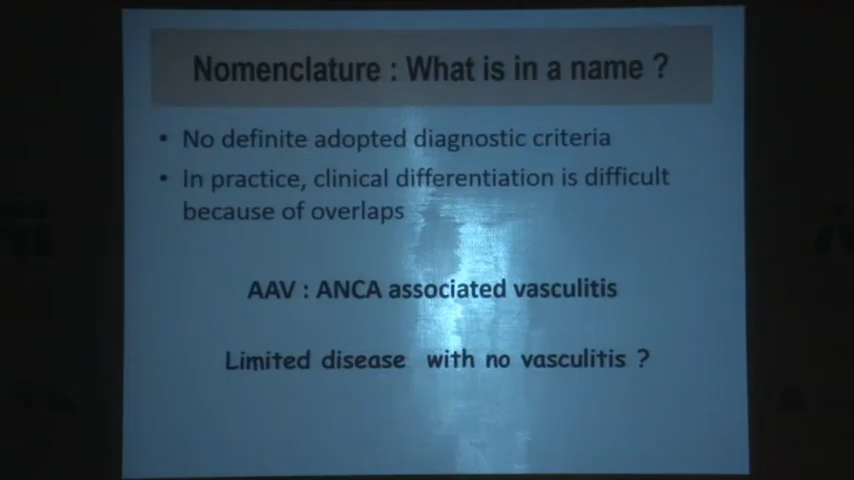 Nomenclature : What is in a name ?
• No definite adopted diagnostic criteria
• In practice, clinical differentiation is difficult
because of overlaps
AAV : ANCA associated vasculitis
Limited disease with no vasculitis ?